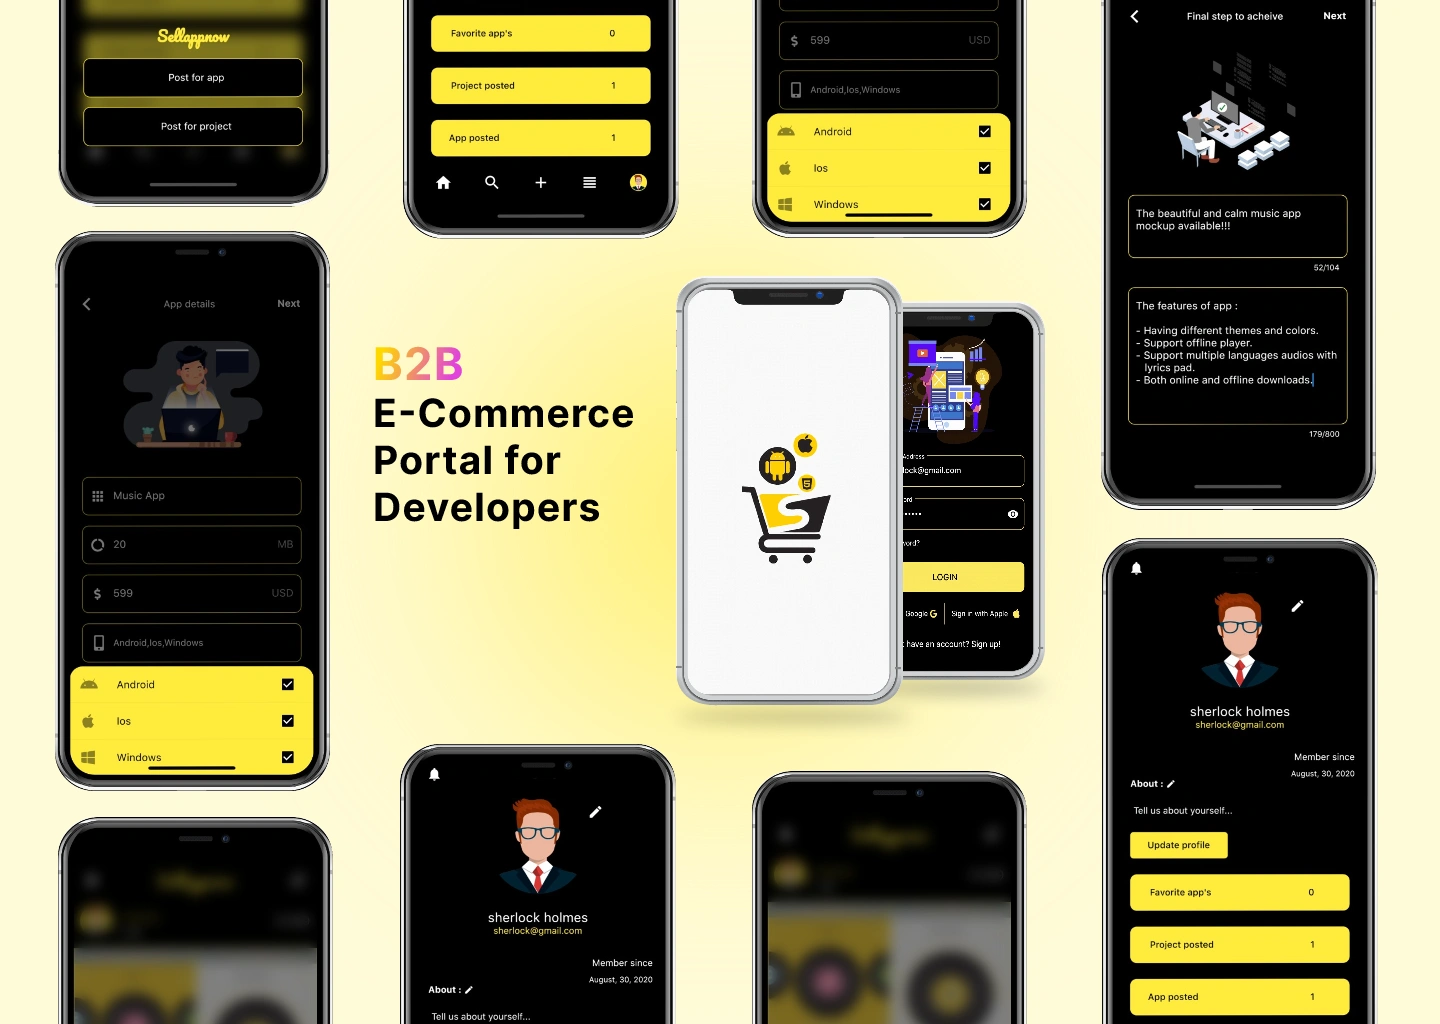 Sellappnow
Post for app
Post for project
Favorite app's 0
Project posted 1
App posted 1
$ 599 USD
Android,Ios,Windows
Android
Ios
Windows
Final step to acheive Next
The beautiful and calm music app
mockup available!!!
52/104
The features of app :
- Having different themes and colors.
- Support offline player.
- Support multiple languages audios with
lyrics pad.
- Both online and offline downloads.
179/800
App details Next
Music App
20 MB
$ 599 USD
Android,Ios,Windows
Android
Ios
Windows
B2B
E-Commerce
Portal for
Developers
Address
lock@gmail.com
ord
word?
LOGIN
Google G Sign in with Apple
have an account? Sign up!
sherlock holmes
sherlock@gmail.com
Member since
August, 30, 2020
About :
Tell us about yourself...
sherlock holmes
sherlock@gmail.com
Member since
August, 30, 2020
About :
Tell us about yourself...
Update profile
Favorite app's 0
Project posted 1
App posted 1